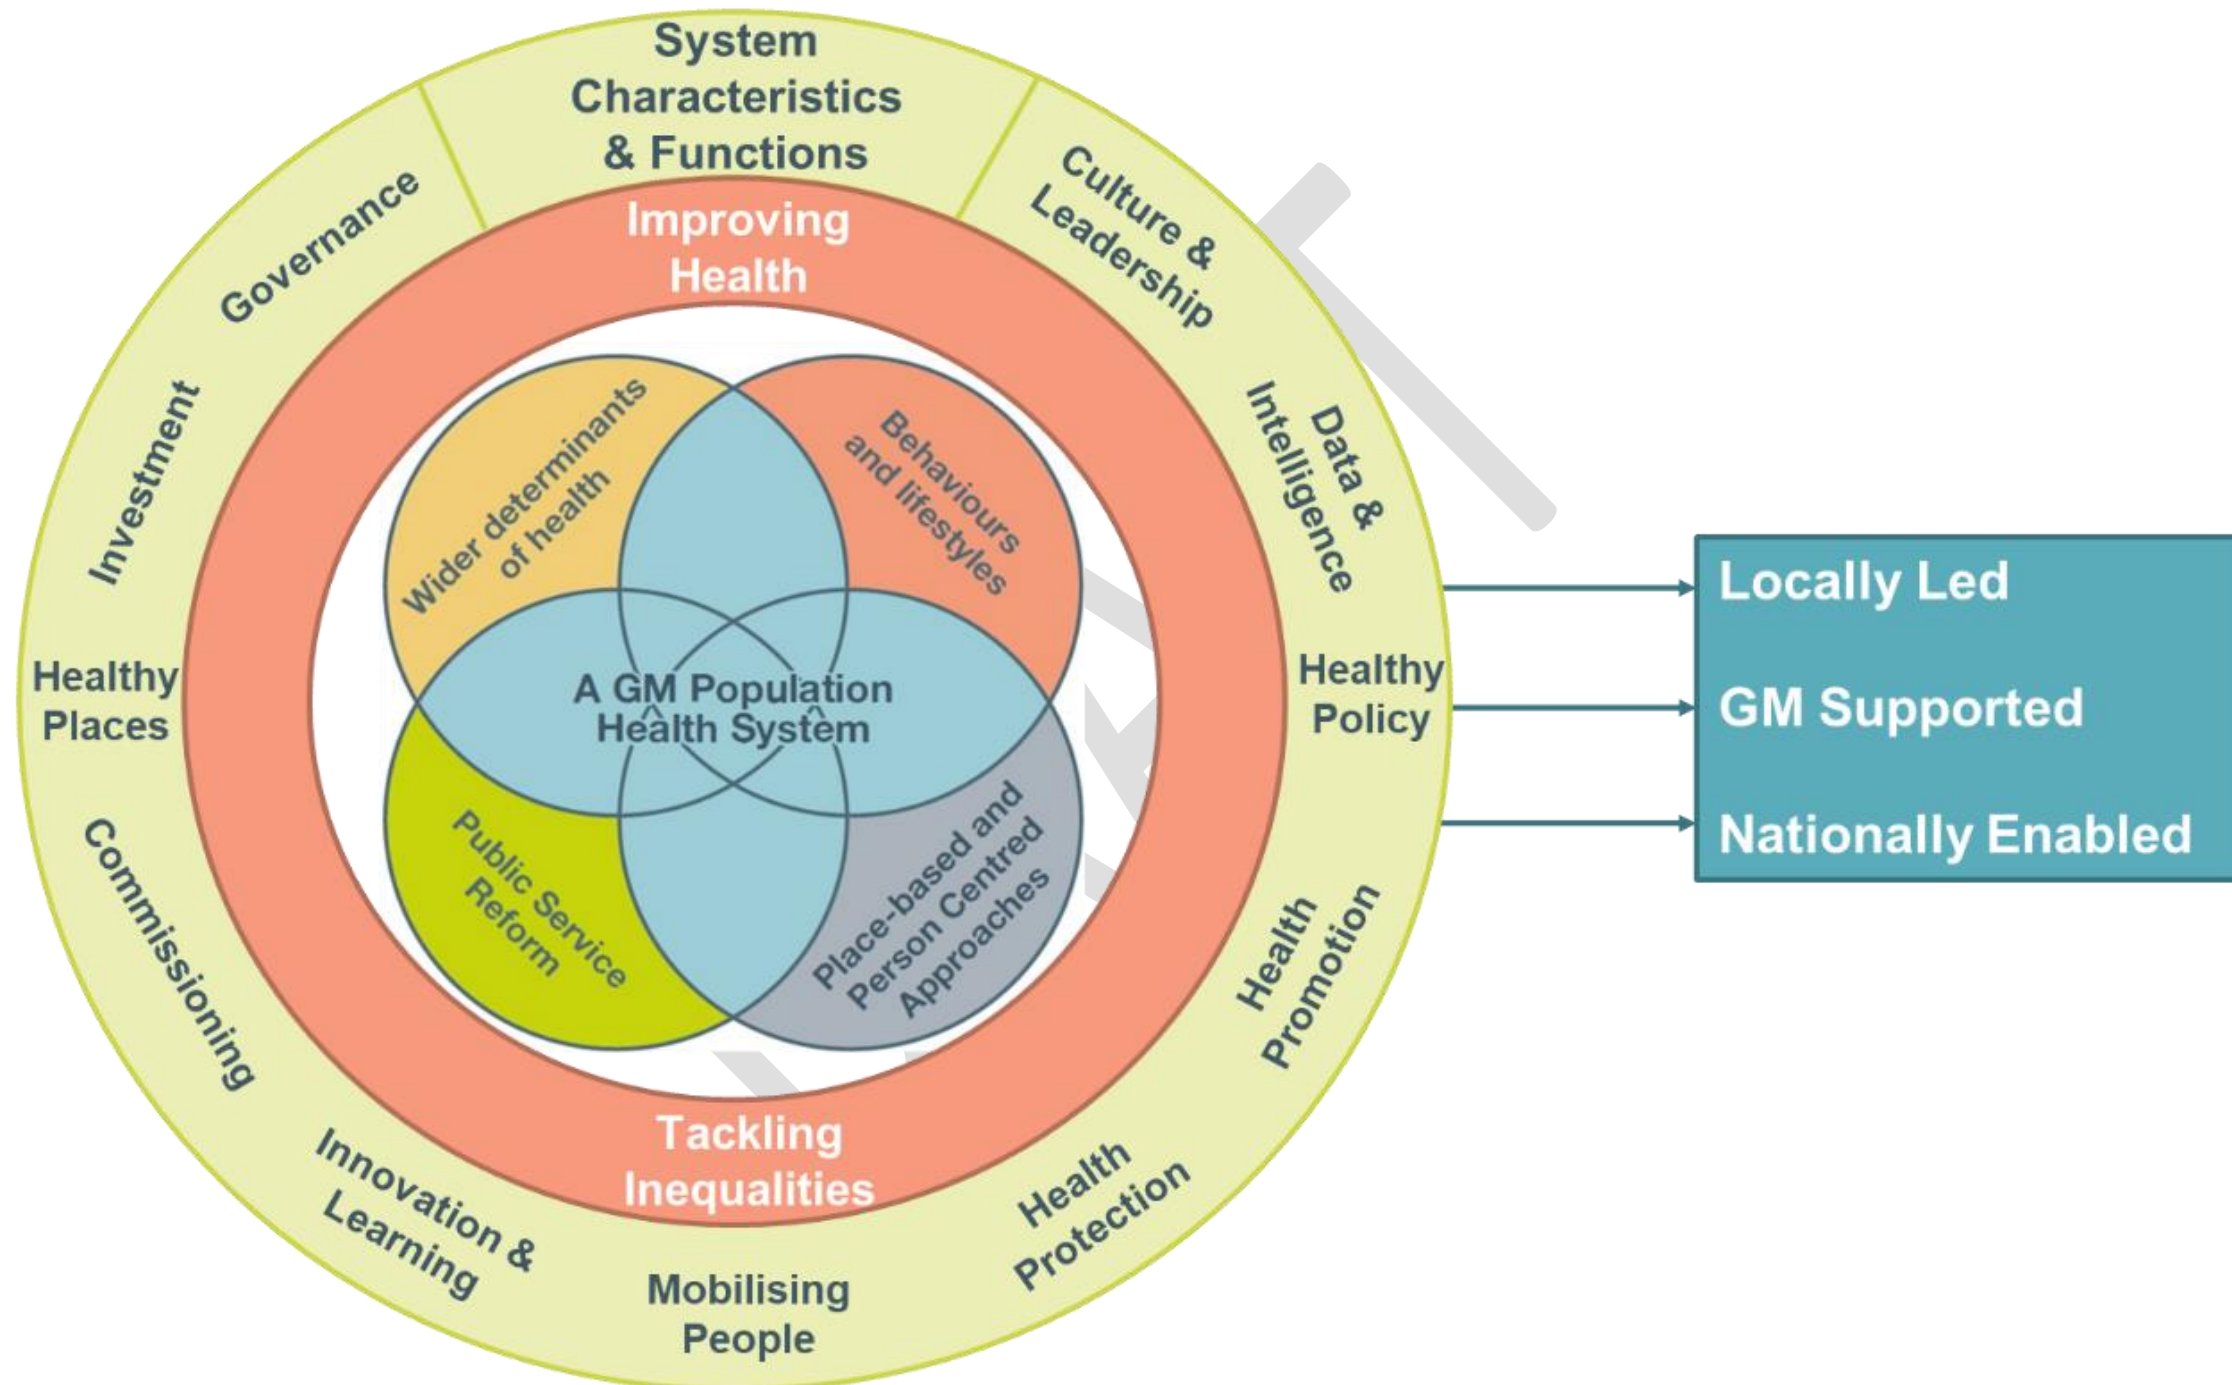 System
Characteristics
& Functions
Culture &
Leadership
Data &
Intelligence
Healthy
Policy
Health
Promotion
Health
Protection
Mobilising
People
Innovation &
Learning
Commissioning
Healthy
Places
Investment
Governance
Improving
Health
Tackling
Inequalities
Wider determinants
of health
Behaviours
and lifestyles
A GM Population
Health System
Public Service
Reform
Place-based and
Person Centred
Approaches
Locally Led
GM Supported
Nationally Enabled